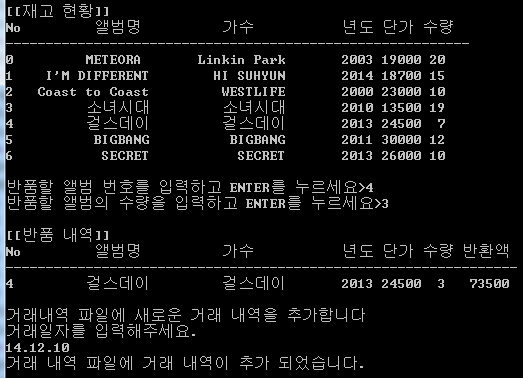 [[재고 현황]]
No 앨범명 가수 년도 단가 수량
0 METEORA Linkin Park 2003 19000 20
1 I'M DIFFERENT HI SUHYUN 2014 18700 15
2 Coast to Coast WESTLIFE 2000 23000 10
3 소녀시대 소녀시대 2010 13500 19
4 걸스데이 걸스데이 2013 24500 7
5 BIGBANG BIGBANG 2011 30000 12
6 SECRET SECRET 2013 26000 10
반품할 앨범 번호를 입력하고 ENTER를 누르세요>4
반품할 앨범의 수량을 입력하고 ENTER를 누르세요>3
[[반품 내역]]
No 앨범명 가수 년도 단가 수량 반환액
4 걸스데이 걸스데이 2013 24500 3 73500
거래내역 파일에 새로운 거래 내역을 추가합니다
거래일자를 입력해주세요.
14.12.10
거래 내역 파일에 거래 내역이 추가 되었습니다.